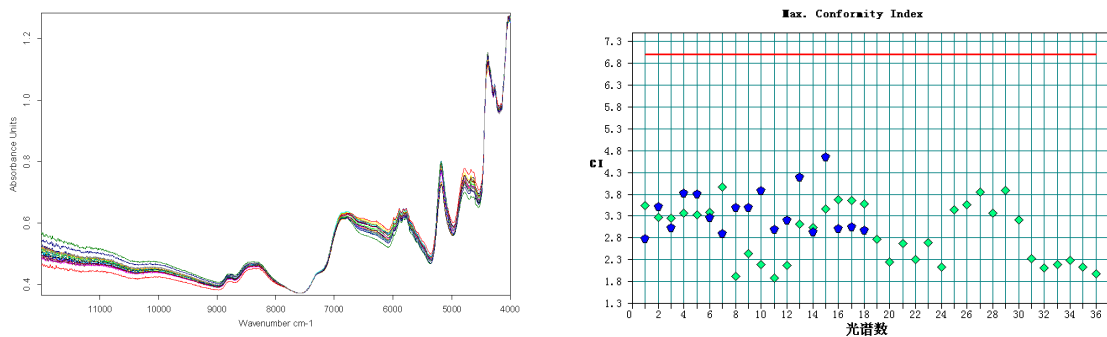 1.2
1.0
0.8
0.6
0.4
Absorbance Units
11000 10000 9000 8000 7000 6000 5000 4000
Wavenumber cm-1
Max. Conformity Index
7.3
6.8
6.3
5.8
5.3
4.8
4.3
3.8
3.3
2.8
2.3
1.8
1.3
CI
0 2 4 6 8 10 12 14 16 18 20 22 24 26 28 30 32 34 36
光谱数